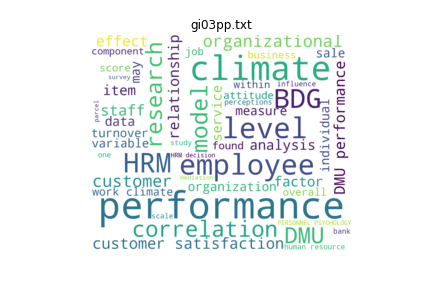 gi03pp.txt
effect
organizational
component
job
business
sale
climate
score
may
relationship
research
within
influence
survey
attitude
item
model
service
perceptions
BDG
parcel
staff
measure
data
level
individual
DMU performance
turnover
variable
found
analysis
one
study
HRM
HRM decision
employee
customer
mediation
factor
work climate
organization
overall
performance
scale
correlation
PERSONNEL PSYCHOLOGY
DMU
bank
customer satisfaction
human resource